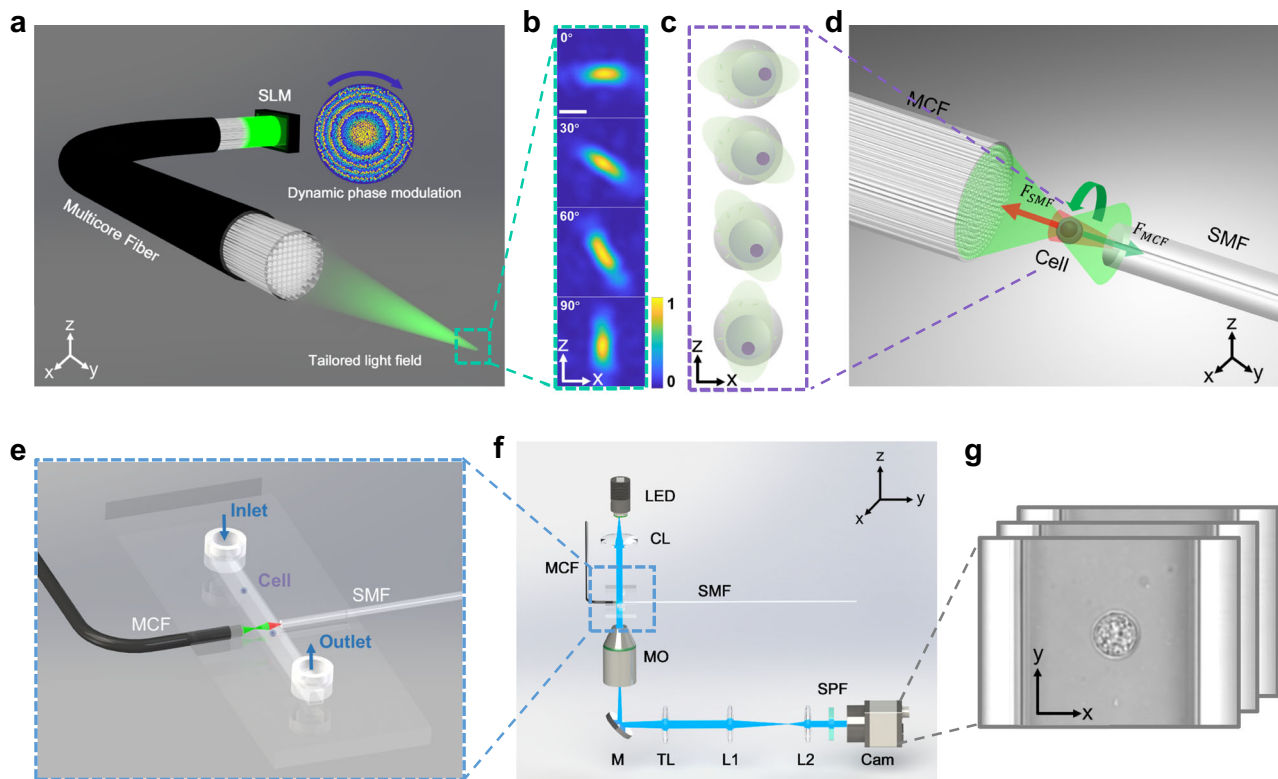 a
SLM
Dynamic phase modulation
Multicore Fiber
Tailored light field
z
x
y
b
0°
30°
60°
90°
z
x
1
0
c
z
x
d
MCF
F_SMF
F_MCF
Cell
SMF
z
x
y
e
Inlet
Cell
SMF
MCF
Outlet
f
LED
CL
MCF
SMF
MO
SPF
M
TL
L1
L2
Cam
z
y
x
g
y
x